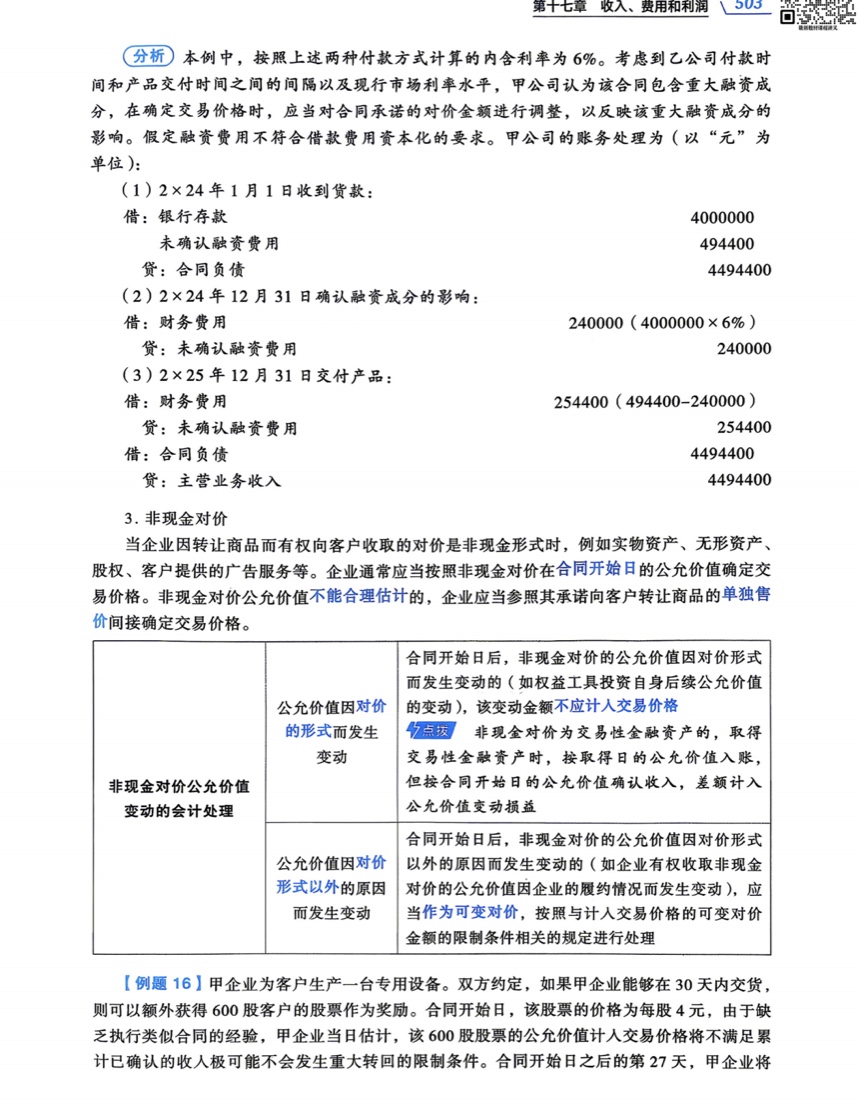 第十七章 收入、费用和利润 503
分析 本例中，按照上述两种付款方式计算的内含利率为 6%。考虑到乙公司付款时
间和产品交付时间之间的间隔以及现行市场利率水平，甲公司认为该合同包含重大融资成
分，在确定交易价格时，应当对合同承诺的对价金额进行调整，以反映该重大融资成分的
影响。假定融资费用不符合借款费用资本化的要求。甲公司的账务处理为（以“元”为
单位）：
（1）2×24 年 1 月 1 日收到货款：
借：银行存款 4000000
未确认融资费用 494400
贷：合同负债 4494400
（2）2×24 年 12 月 31 日确认融资成分的影响：
借：财务费用 240000（4000000×6%）
贷：未确认融资费用 240000
（3）2×25 年 12 月 31 日交付产品：
借：财务费用 254400（494400-240000）
贷：未确认融资费用 254400
借：合同负债 4494400
贷：主营业务收入 4494400
3. 非现金对价
当企业因转让商品而有权向客户收取的对价是非现金形式时，例如实物资产、无形资产、
股权、客户提供的广告服务等。企业通常应当按照非现金对价在合同开始日的公允价值确定交
易价格。非现金对价公允价值不能合理估计的，企业应当参照其承诺向客户转让商品的单独售
价间接确定交易价格。
非现金对价公允价值
变动的会计处理
公允价值因对价
的形式而发生
变动
合同开始日后，非现金对价的公允价值因对价形式
而发生变动的（如权益工具投资自身后续公允价值
的变动），该变动金额不应计入交易价格
点拨 非现金对价为交易性金融资产的，取得
交易性金融资产时，按取得日的公允价值入账，
但按合同开始日的公允价值确认收入，差额计入
公允价值变动损益
公允价值因对价
形式以外的原因
而发生变动
合同开始日后，非现金对价的公允价值因对价形式
以外的原因而发生变动的（如企业有权收取非现金
对价的公允价值因企业的履约情况而发生变动），应
当作为可变对价，按照与计入交易价格的可变对价
金额的限制条件相关的规定进行处理
【例题 16】甲企业为客户生产一台专用设备。双方约定，如果甲企业能够在 30 天内交货，
则可以额外获得 600 股客户的股票作为奖励。合同开始日，该股票的价格为每股 4 元，由于缺
乏执行类似合同的经验，甲企业当日估计，该 600 股股票的公允价值计入交易价格将不满足累
计已确认的收入极可能不会发生重大转回的限制条件。合同开始日之后的第 27 天，甲企业将